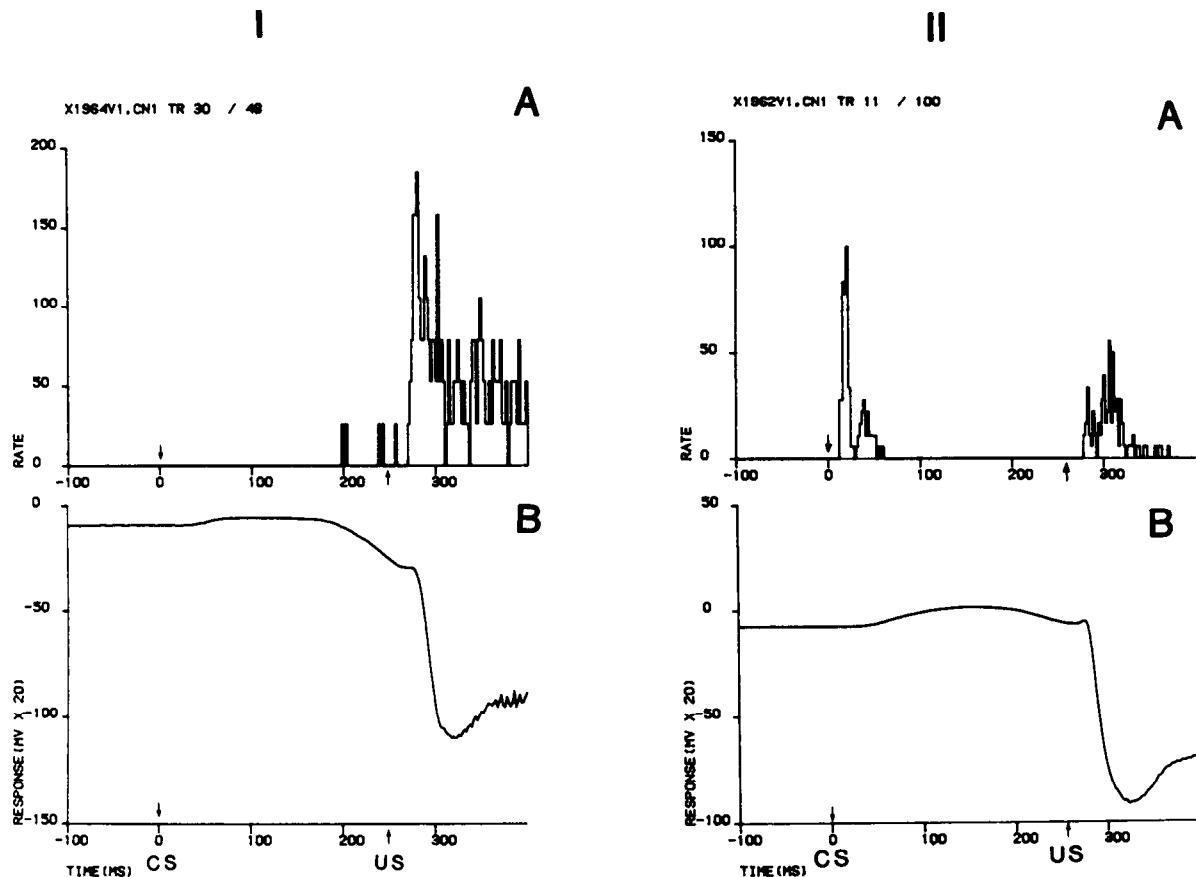 I
II
X1964V1.CN1 TR 30 / 48
A
200
150
100
50
0
RATE
-100 0 100 200 300
B
0
-50
-100
-150
RESPONSE(MV X 20)
-100 0 100 200 300
CS US
TIME(MS)
X1962V1.CN1 TR 11 / 100
A
150
100
50
0
RATE
-100 0 100 200 300
B
50
0
-50
-100
RESPONSE(MV X 20)
-100 0 100 200 300
CS US
TIME(MS)